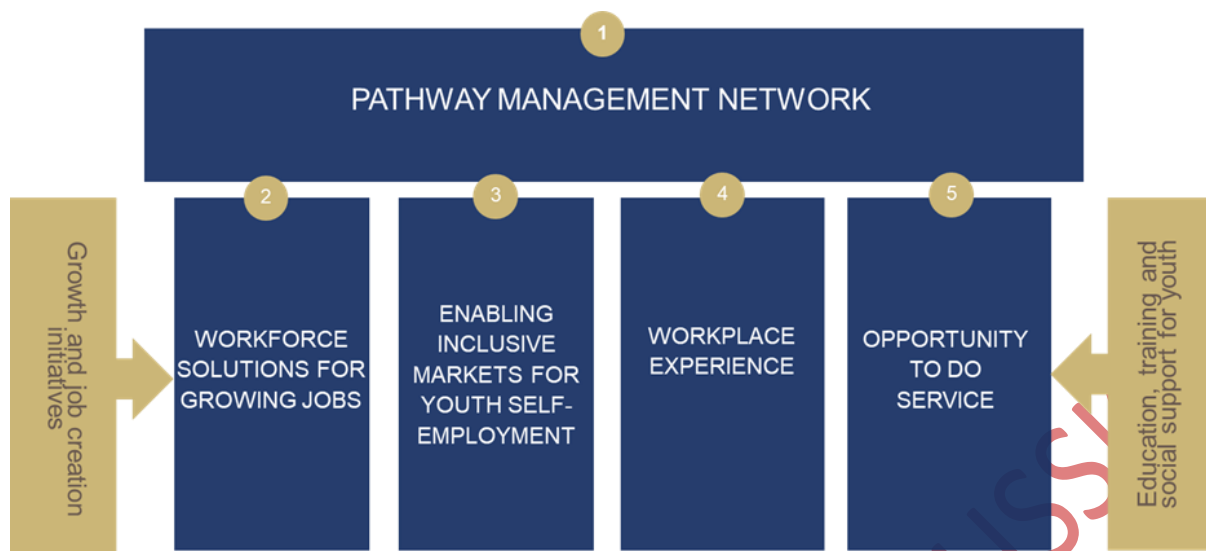 1
PATHWAY MANAGEMENT NETWORK
2
3
4
5
Growth and job creation
initiatives
WORKFORCE
SOLUTIONS FOR
GROWING JOBS
ENABLING
INCLUSIVE
MARKETS FOR
YOUTH SELF-
EMPLOYMENT
WORKPLACE
EXPERIENCE
OPPORTUNITY
TO DO
SERVICE
Education, training and
social support for youth